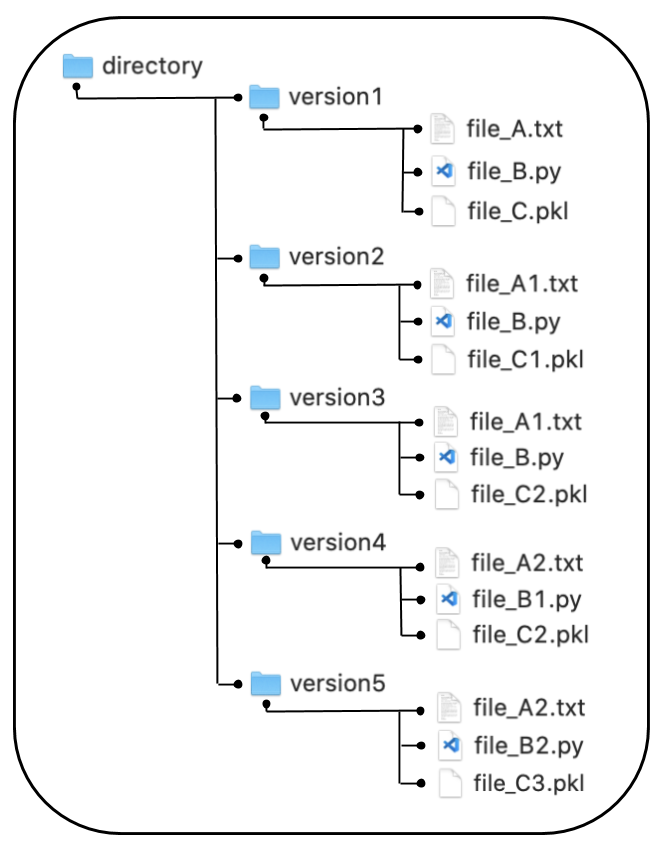 directory
version1
file_A.txt
file_B.py
file_C.pkl
version2
file_A1.txt
file_B.py
file_C1.pkl
version3
file_A1.txt
file_B.py
file_C2.pkl
version4
file_A2.txt
file_B1.py
file_C2.pkl
version5
file_A2.txt
file_B2.py
file_C3.pkl